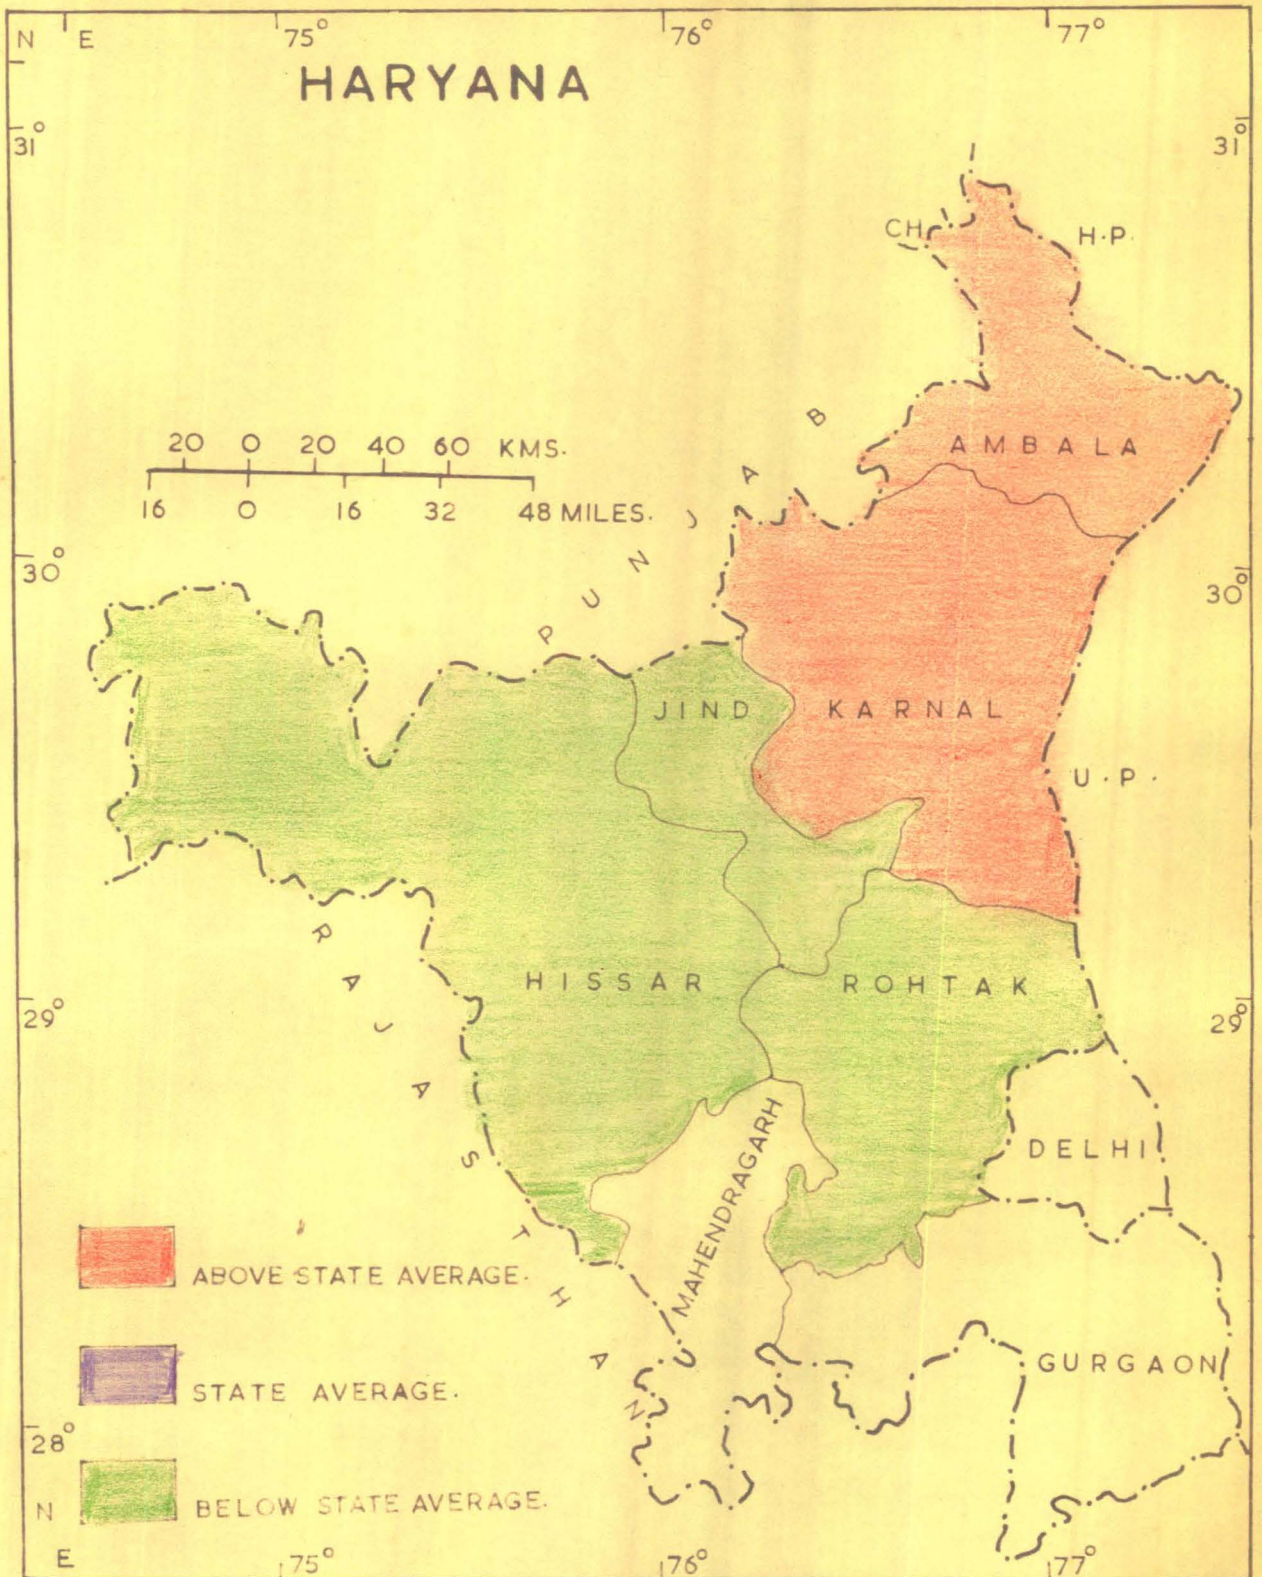 N E 75° 76° 77°
HARYANA
31° 31°
CH. H.P.
20 0 20 40 60 KMS.
16 0 16 32 48 MILES.
PUNJAB
AMBALA
30° 30°
JIND KARNAL
U.P.
RAJASTHAN
HISSAR ROHTAK
29° 29°
DELHI
MAHENDRAGARH
ABOVE STATE AVERAGE.
GURGAON
STATE AVERAGE.
28°
BELOW STATE AVERAGE.
N
E 75° 76° 77°